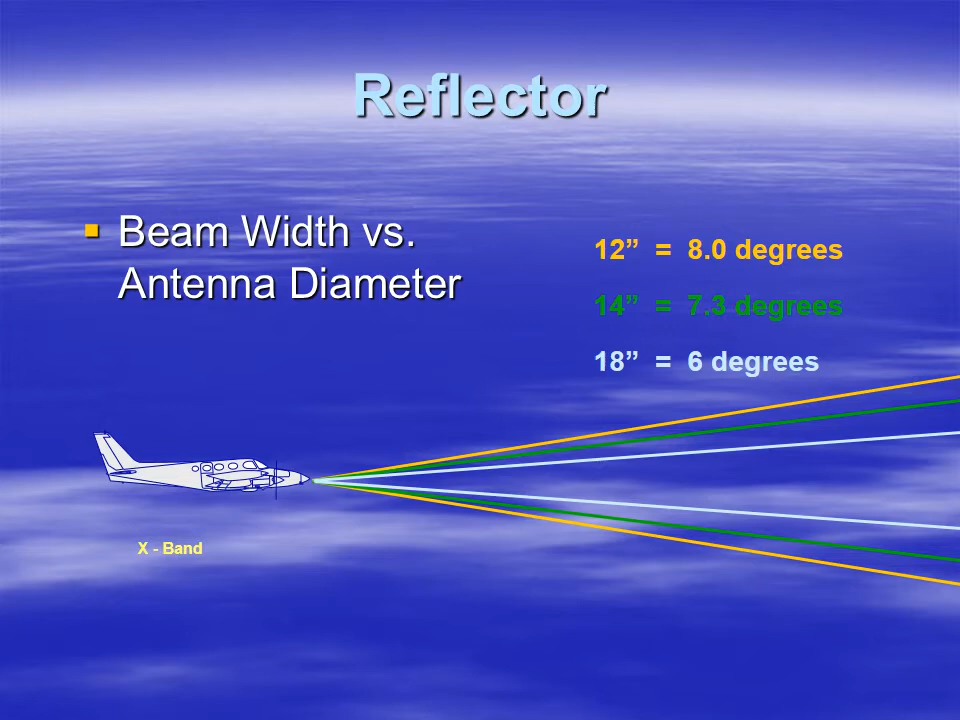 Reflector
▪ Beam Width vs.
Antenna Diameter
12” = 8.0 degrees
14” = 7.3 degrees
18” = 6 degrees
X - Band